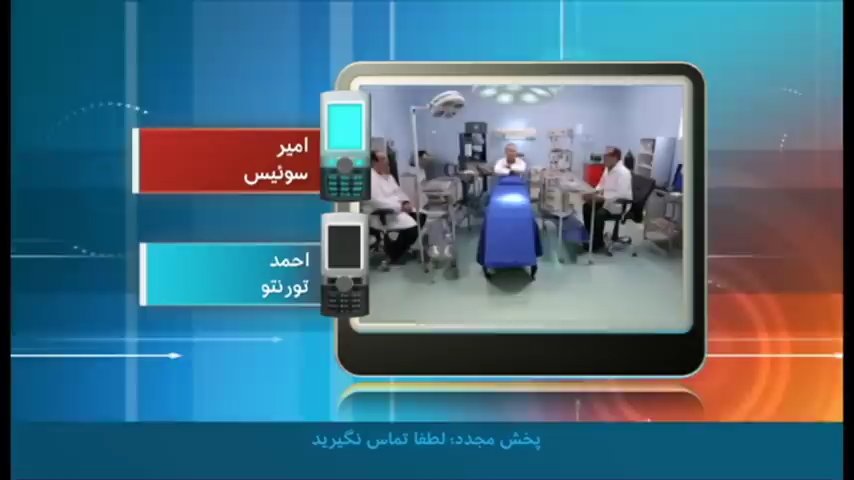 امیر
سوئیس
احمد
تورنتو
پخش مجدد: لطفا تماس نگیرید